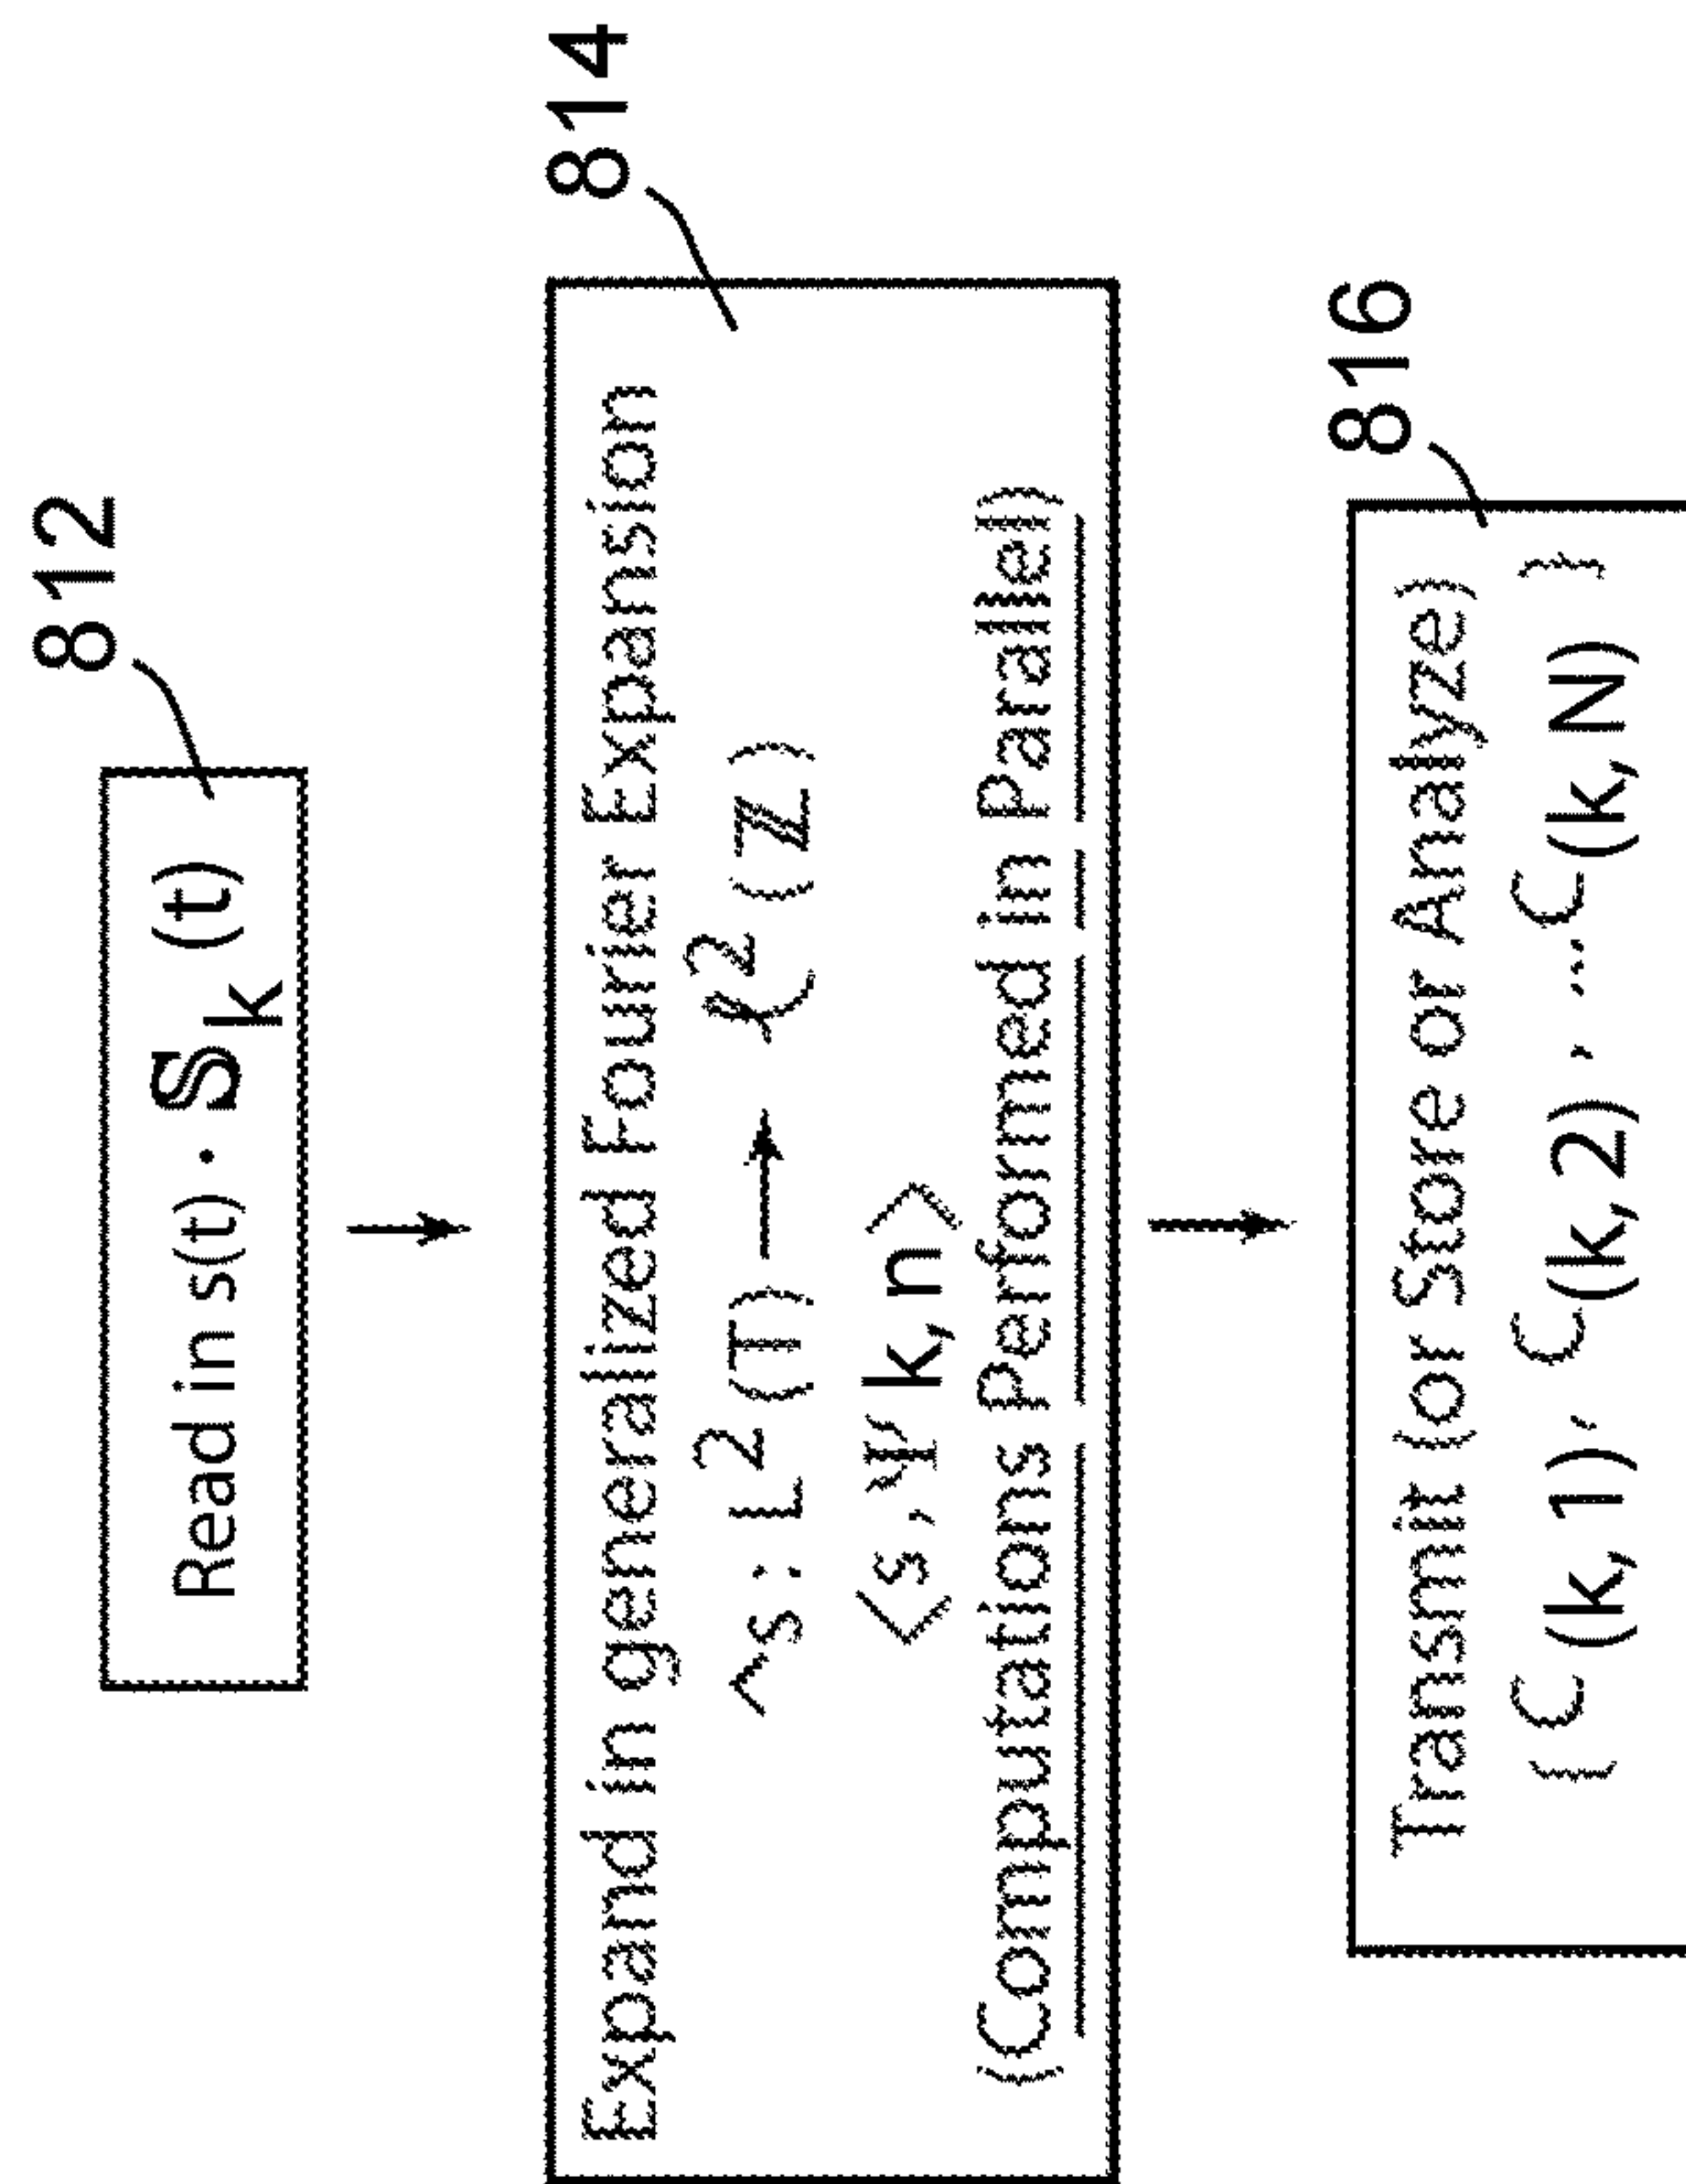 812
Read in s(t) · 𝕊k (t)
814
Expand in generalized Fourier Expansion
^s : L²(T) ⟶ ℓ²(ℤ)
<s,Ψ k,n>
(Computations Performed in Parallel)
816
Transmit (or Store or Analyze)
{ C(k,1), C(k,2), ...C(k,N) }